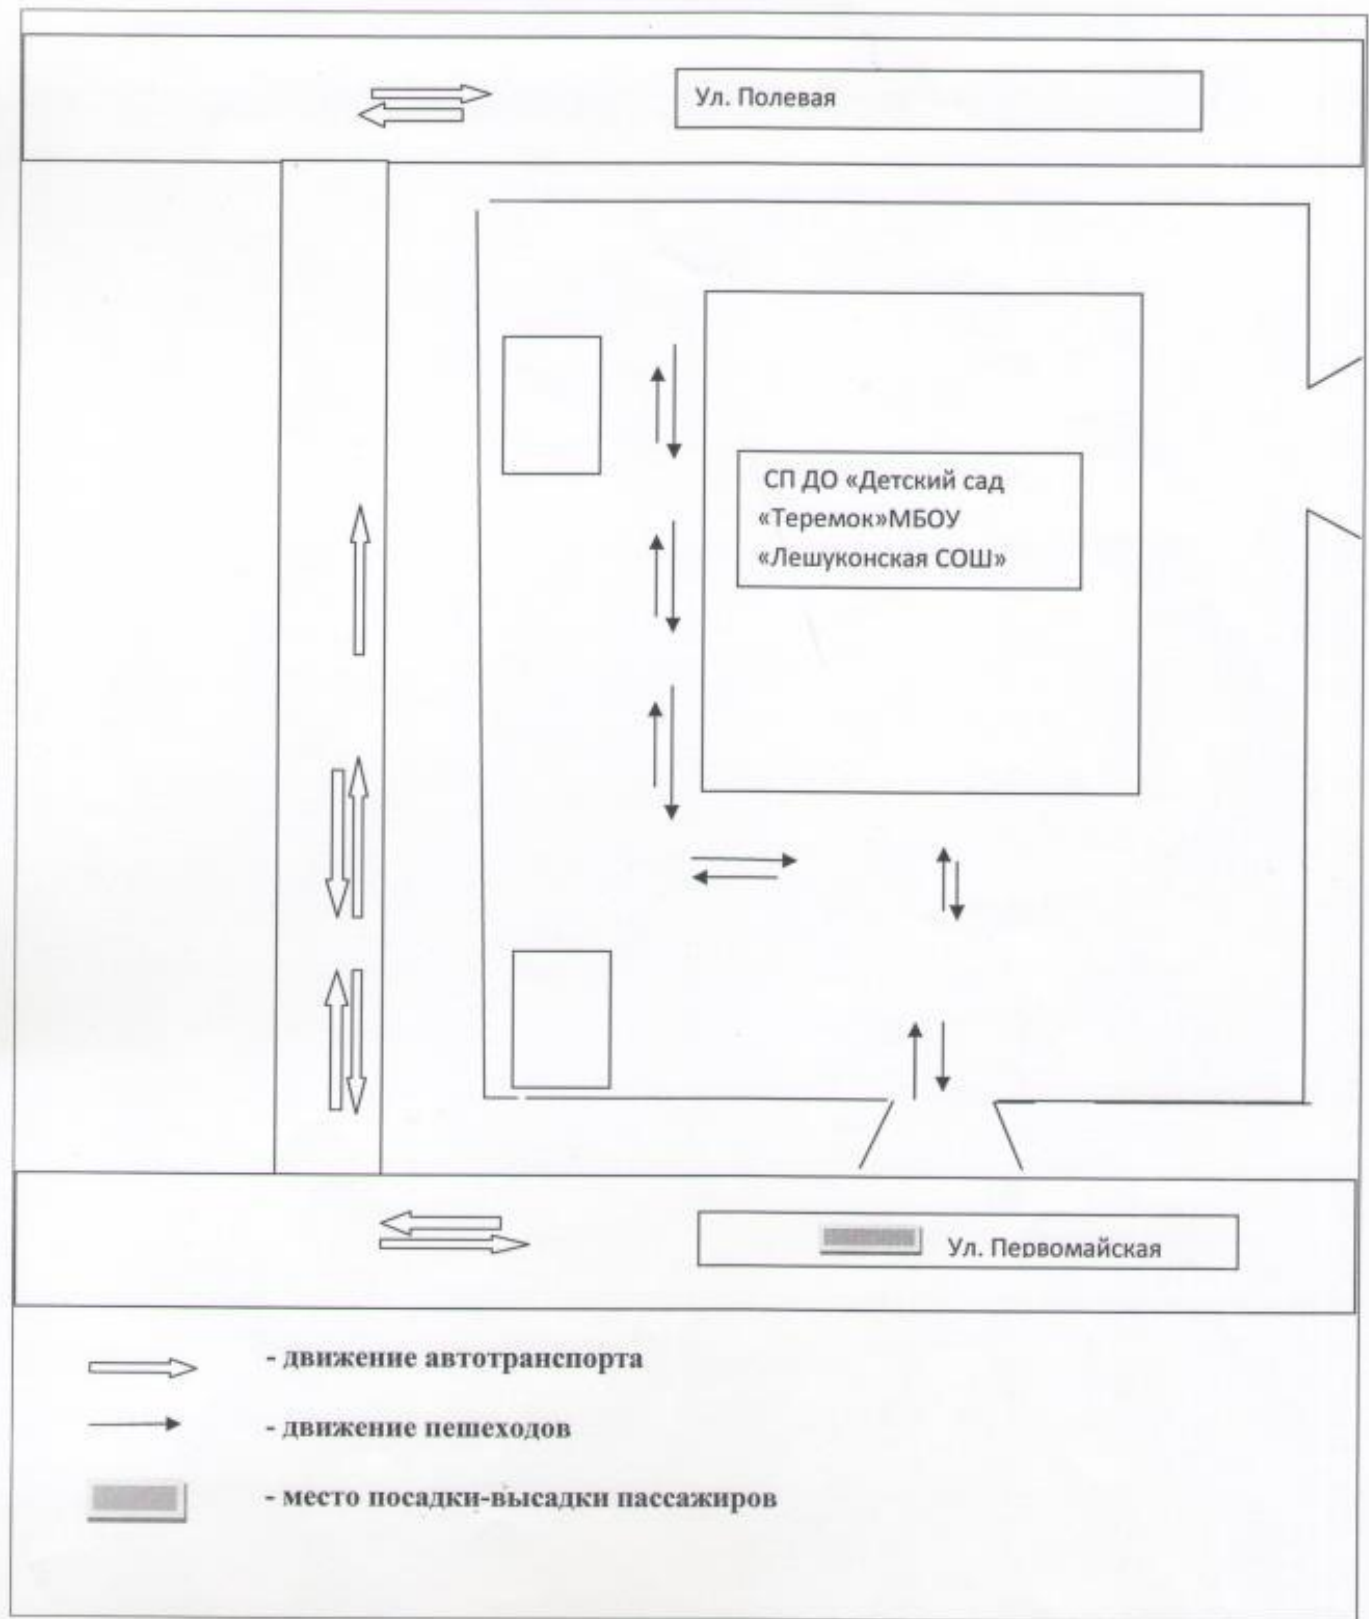 Ул. Полевая
СП ДО «Детский сад
«Теремок»МБОУ
«Лешуконская СОШ»
Ул. Первомайская
- движение автотранспорта
- движение пешеходов
- место посадки-высадки пассажиров